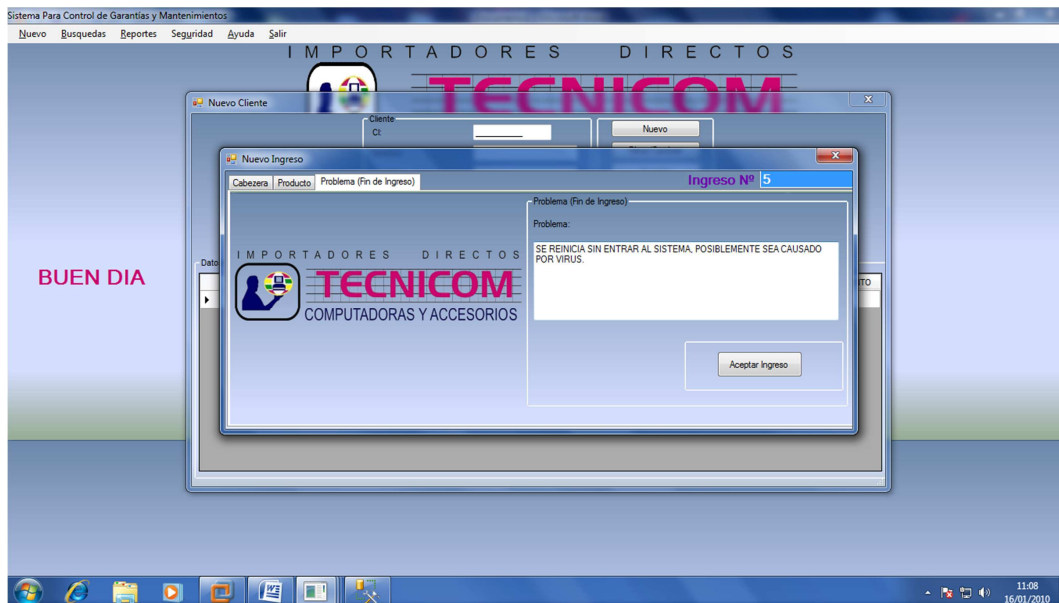 Sistema Para Control de Garantías y Mantenimientos
Nuevo Busquedas Reportes Seguridad Ayuda Salir
IMPORTADORES DIRECTOS
TECNICOM
Nuevo Cliente
Cliente
CI:
Nuevo
Nuevo Ingreso
Cabezera Producto Problema (Fin de Ingreso)
Ingreso Nº 5
Problema (Fin de Ingreso)
Problema:
SE REINICIA SIN ENTRAR AL SISTEMA, POSIBLEMENTE SEA CAUSADO
POR VIRUS.
IMPORTADORES DIRECTOS
TECNICOM
COMPUTADORAS Y ACCESORIOS
BUEN DIA
Aceptar Ingreso
11:08
16/01/2010